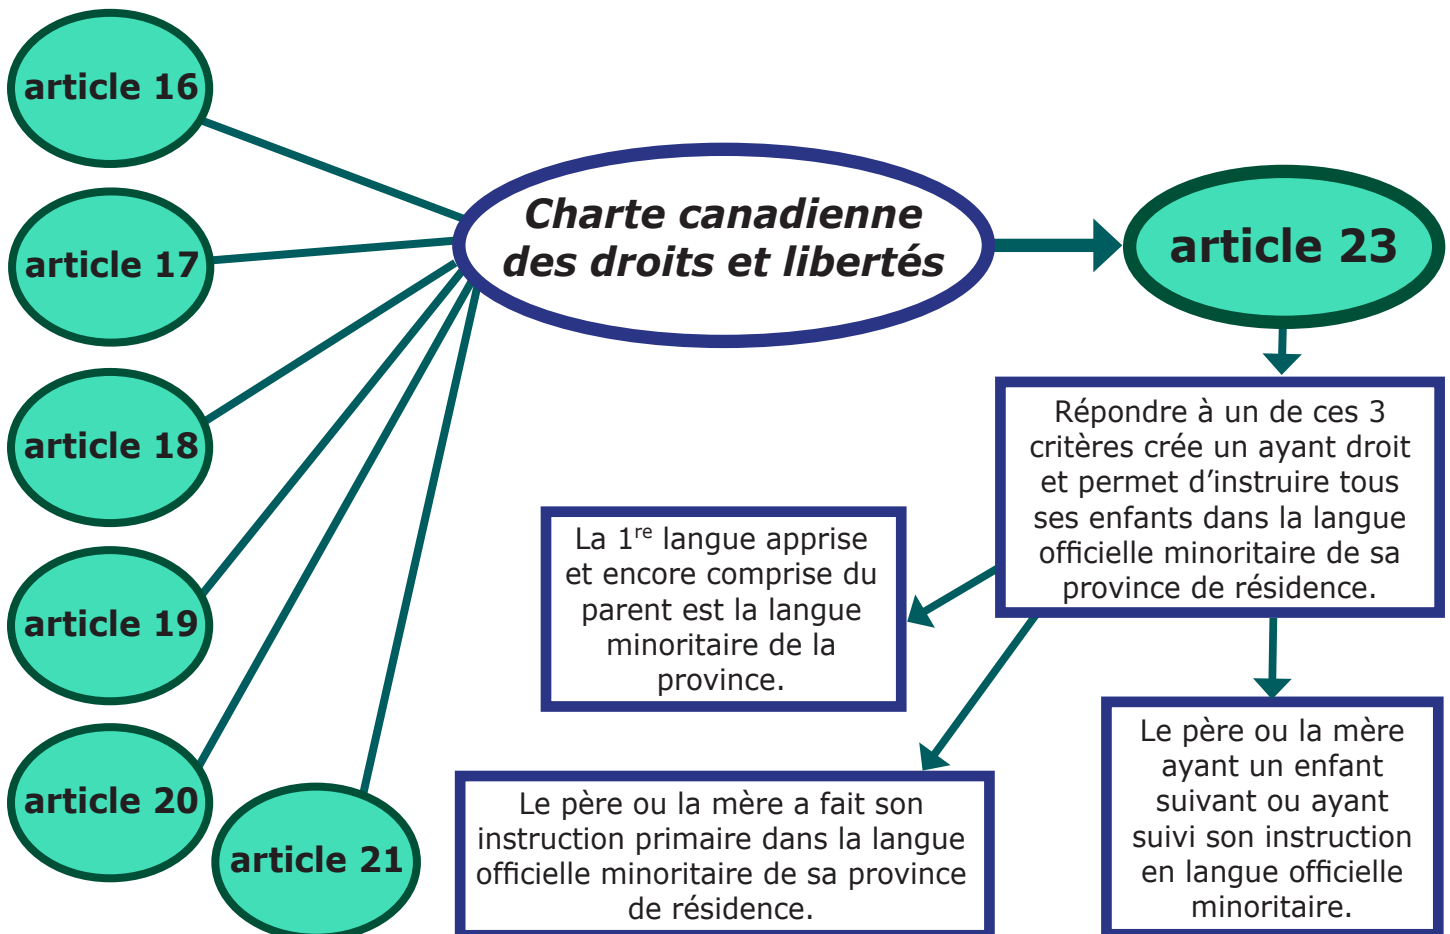 article 16
article 17
article 18
article 19
article 20
article 21
Charte canadienne
des droits et libertés
article 23
Répondre à un de ces 3
critères crée un ayant droit
et permet d’instruire tous
ses enfants dans la langue
officielle minoritaire de sa
province de résidence.
La 1re langue apprise
et encore comprise du
parent est la langue
minoritaire de la
province.
Le père ou la mère a fait son
instruction primaire dans la langue
officielle minoritaire de sa province
de résidence.
Le père ou la mère
ayant un enfant
suivant ou ayant
suivi son instruction
en langue officielle
minoritaire.